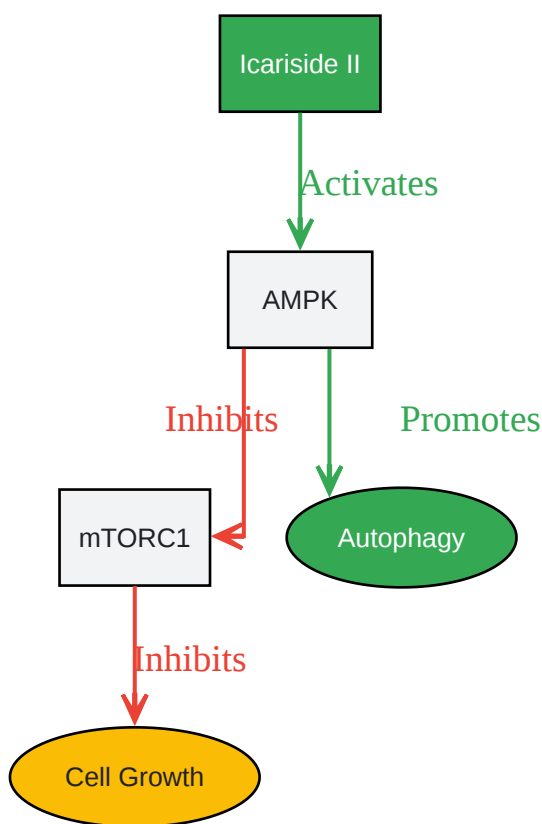 Icariside II
Activates
AMPK
Inhibits
Promotes
mTORC1
Autophagy
Inhibits
Cell Growth